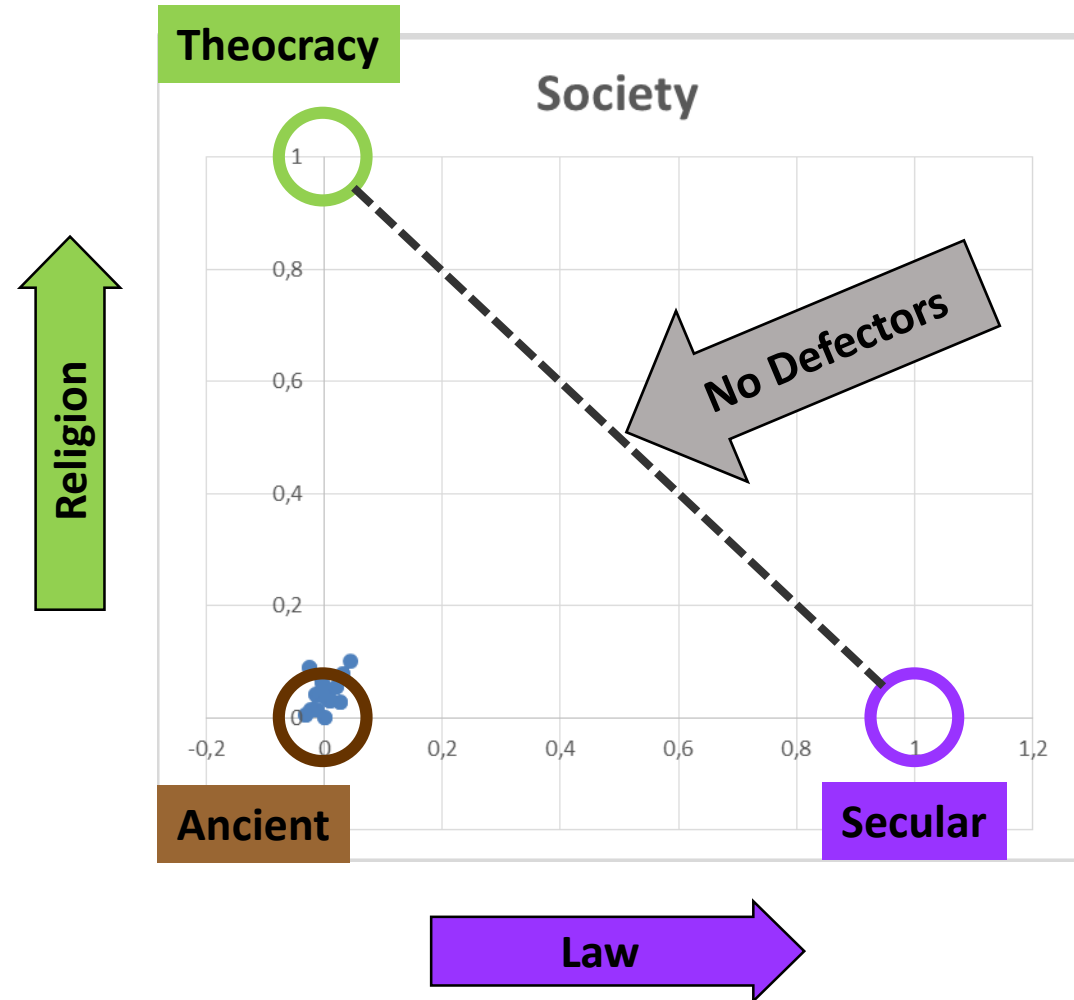 Theocracy
Society
1
0,8
0,6
0,4
0,2
0
-0,2
0
0,2
0,4
0,6
0,8
1
1,2
Religion
No Defectors
Ancient
Secular
Law